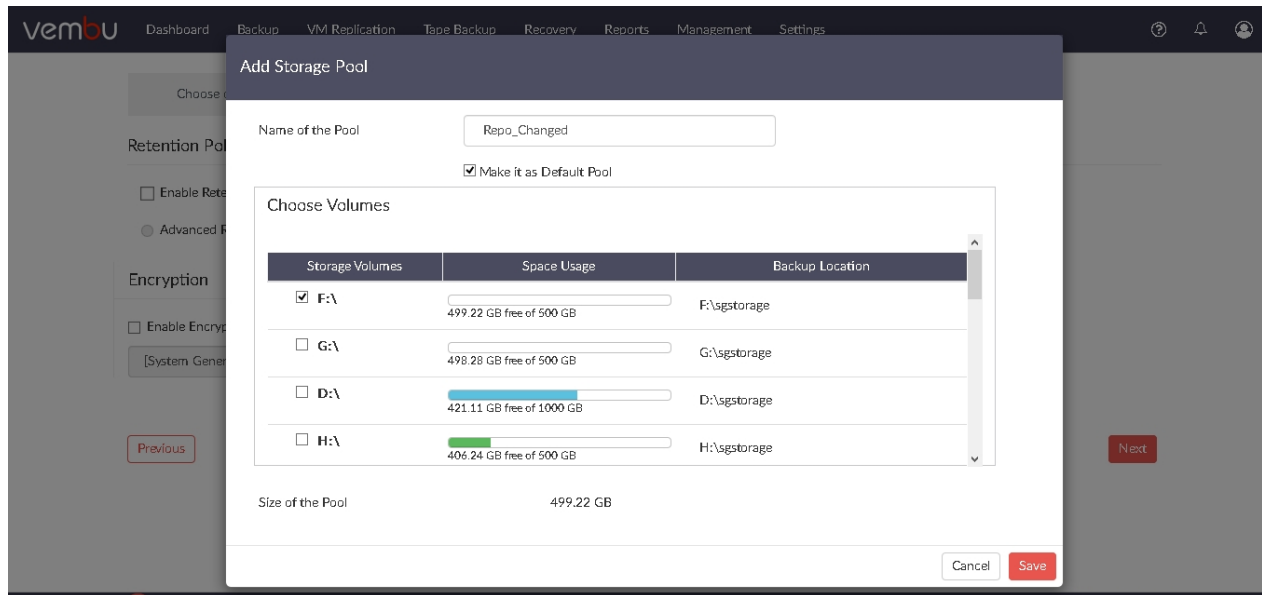 vembu Dashboard Backup VM Replication Tape Backup Recovery Reports Management Settings
Add Storage Pool
Choose
Name of the Pool Repo_Changed
Retention Pol
Make it as Default Pool
Enable Rete
Choose Volumes
Advanced R
Storage Volumes Space Usage Backup Location
Encryption
F:\ 499.22 GB free of 500 GB F:\sgstorage
Enable Encryp
G:\ 498.28 GB free of 500 GB G:\sgstorage
[System Gener
D:\ 421.11 GB free of 1000 GB D:\sgstorage
H:\ 406.24 GB free of 500 GB H:\sgstorage
Previous Next
Size of the Pool 499.22 GB
Cancel Save